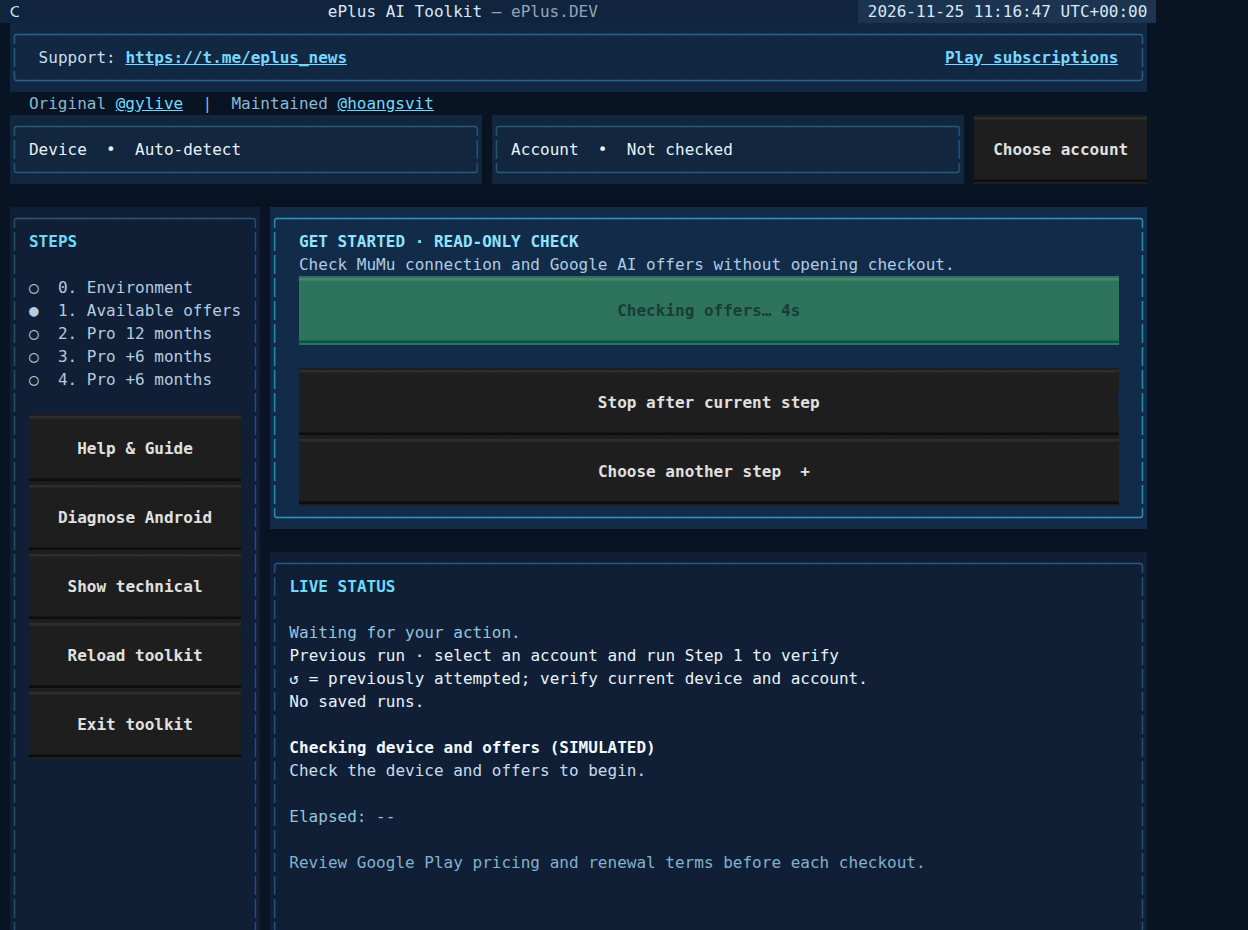 C ePlus AI Toolkit — ePlus.DEV 2026-11-25 11:16:47 UTC+00:00
Support: https://t.me/eplus_news Play subscriptions
Original @gylive | Maintained @hoangsvit
Device • Auto-detect
Account • Not checked
Choose account
STEPS
○ 0. Environment
● 1. Available offers
○ 2. Pro 12 months
○ 3. Pro +6 months
○ 4. Pro +6 months
Help & Guide
Diagnose Android
Show technical
Reload toolkit
Exit toolkit
GET STARTED · READ-ONLY CHECK
Check MuMu connection and Google AI offers without opening checkout.
Checking offers… 4s
Stop after current step
Choose another step +
LIVE STATUS
Waiting for your action.
Previous run · select an account and run Step 1 to verify
↺ = previously attempted; verify current device and account.
No saved runs.
Checking device and offers (SIMULATED)
Check the device and offers to begin.
Elapsed: --
Review Google Play pricing and renewal terms before each checkout.